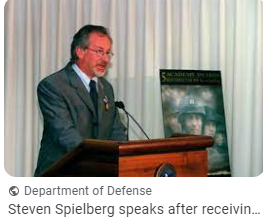 5 ACADEMY AWARDS
Department of Defense
Steven Spielberg speaks after receivin...